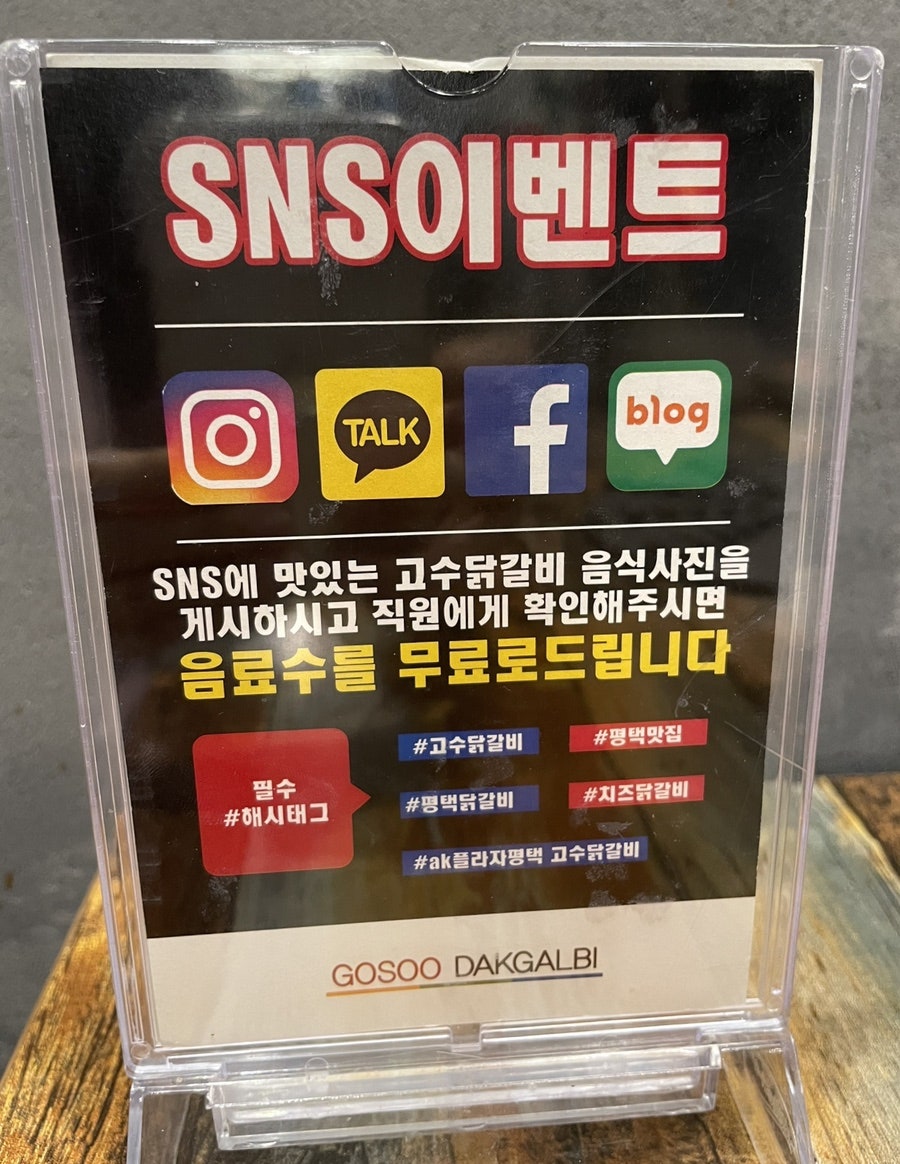 SNS이벤트
TALK
f
blog
SNS에 맛있는 고수닭갈비 음식사진을
게시하시고 직원에게 확인해주시면
음료수를 무료로드립니다
필수
#해시태그
#고수닭갈비 #평택맛집
#평택닭갈비 #치즈닭갈비
#ak플라자평택 고수닭갈비
GOSOO DAKGALBI